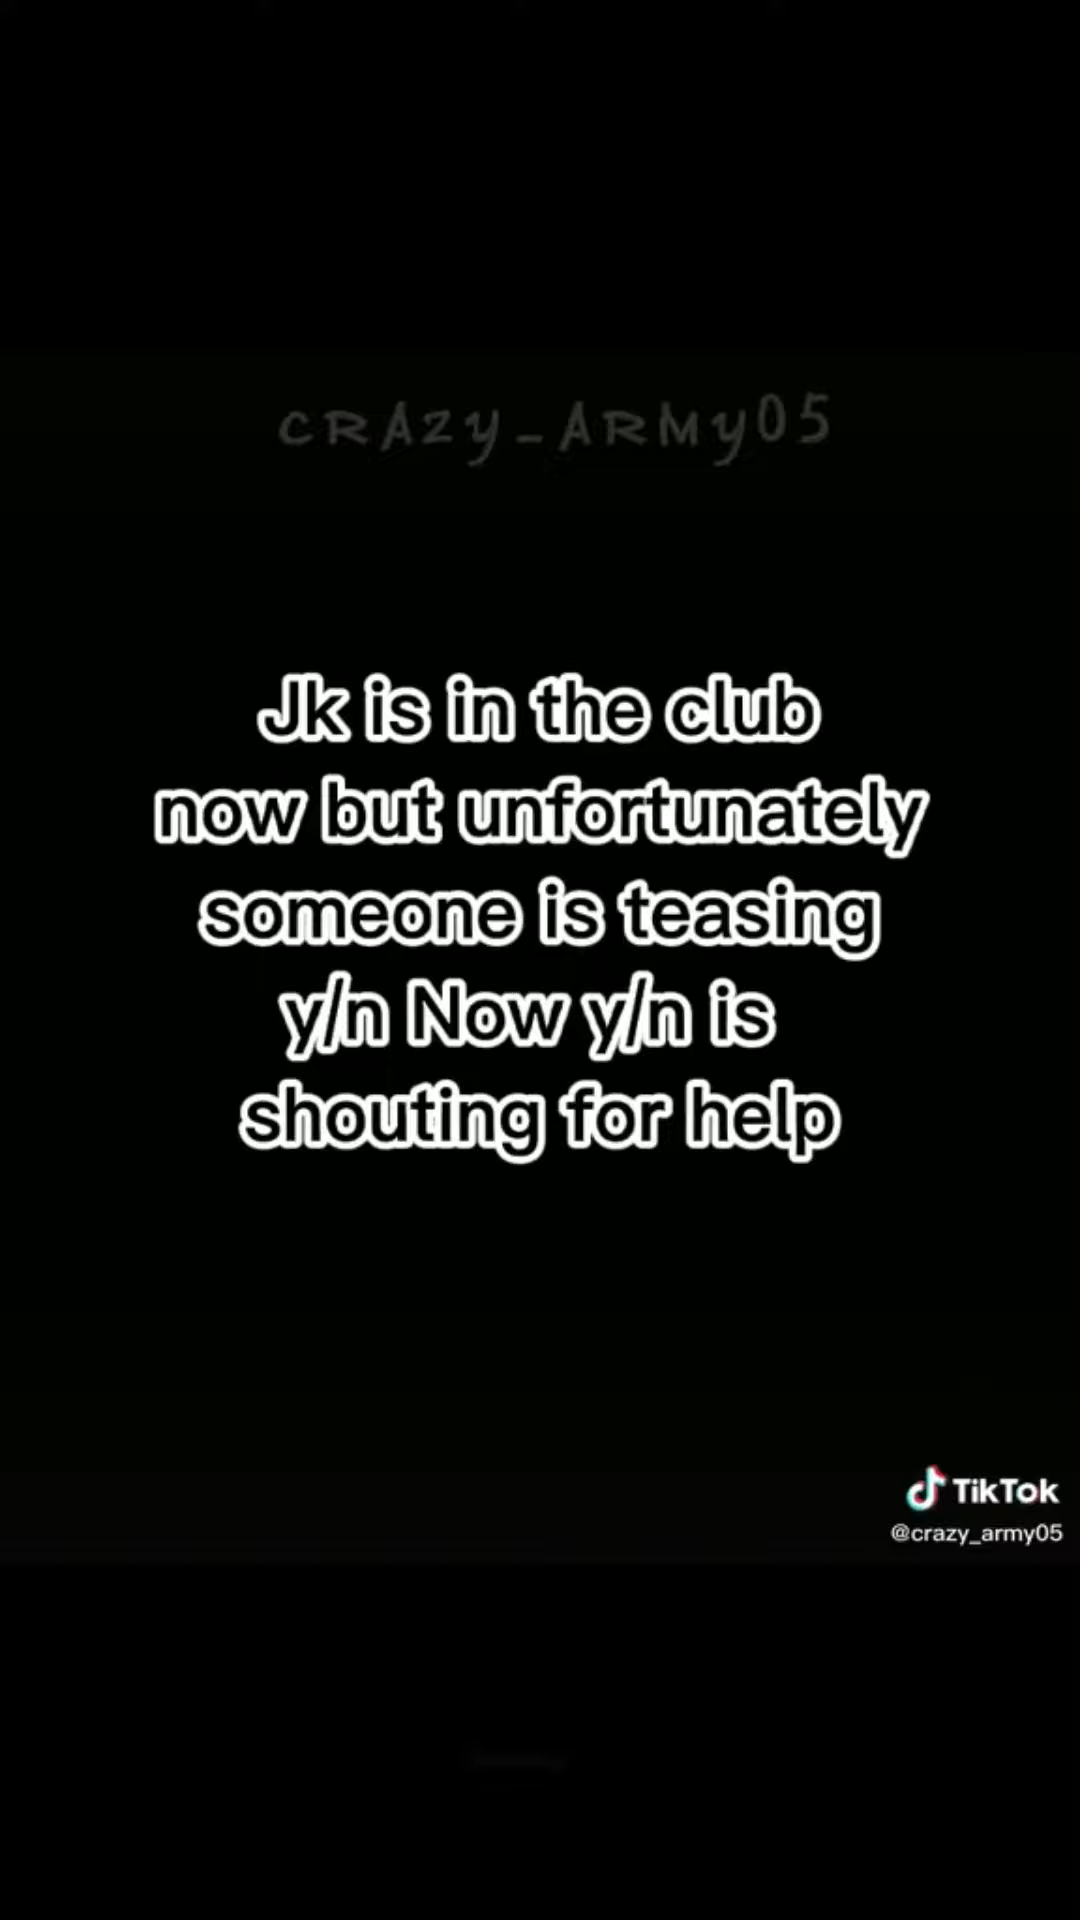 CRAZY_ARMY05
Jk is in the club
now but unfortunately
someone is teasing
y/n Now y/n is
shouting for help
TikTok
@crazy_army05